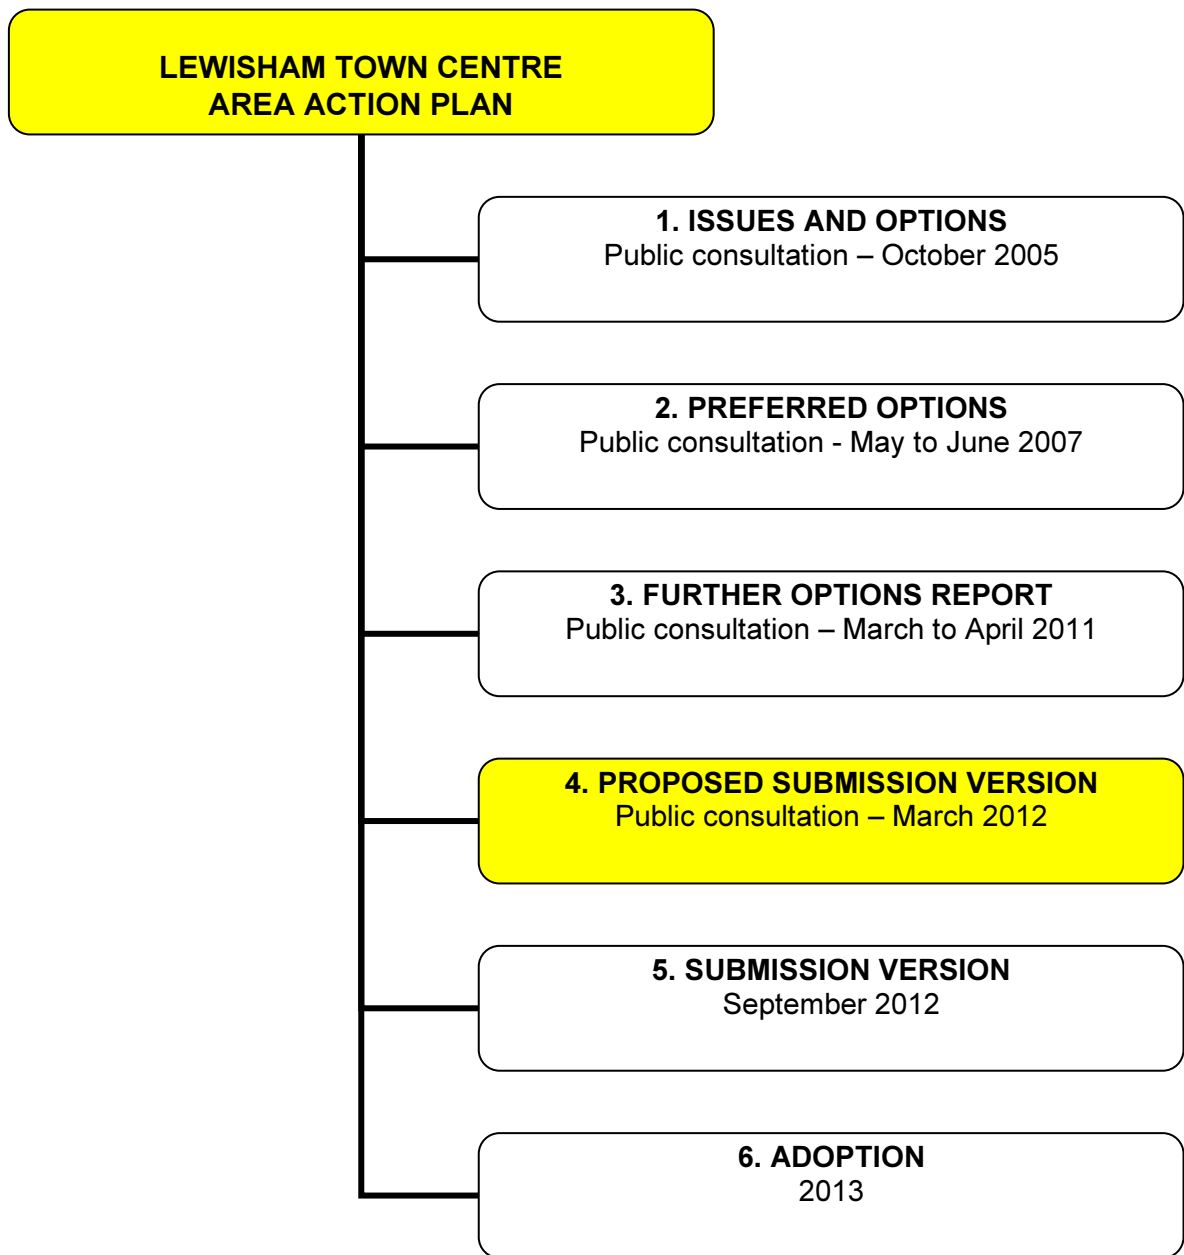 LEWISHAM TOWN CENTRE
AREA ACTION PLAN
1. ISSUES AND OPTIONS
Public consultation – October 2005
2. PREFERRED OPTIONS
Public consultation - May to June 2007
3. FURTHER OPTIONS REPORT
Public consultation – March to April 2011
4. PROPOSED SUBMISSION VERSION
Public consultation – March 2012
5. SUBMISSION VERSION
September 2012
6. ADOPTION
2013